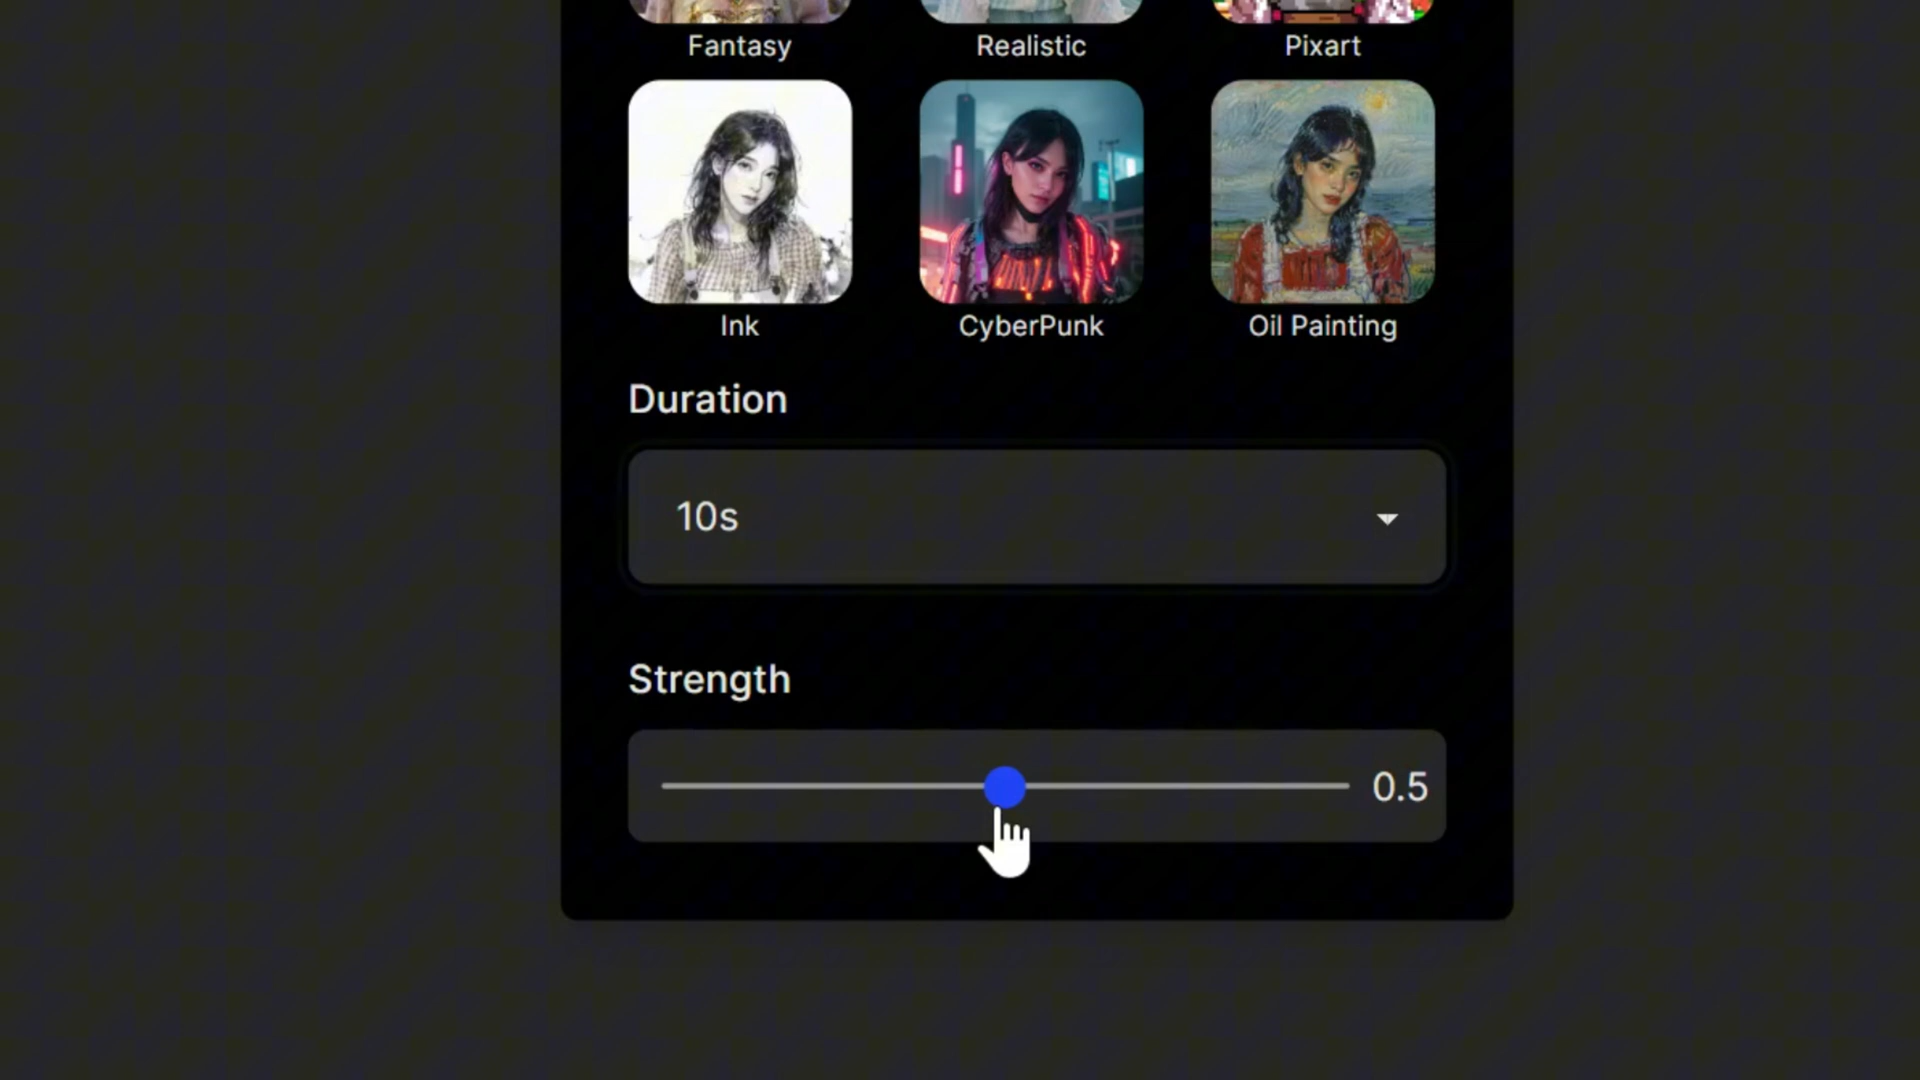 Fantasy
Realistic
Pixart
Ink
CyberPunk
Oil Painting
Duration
10s
Strength
0.5